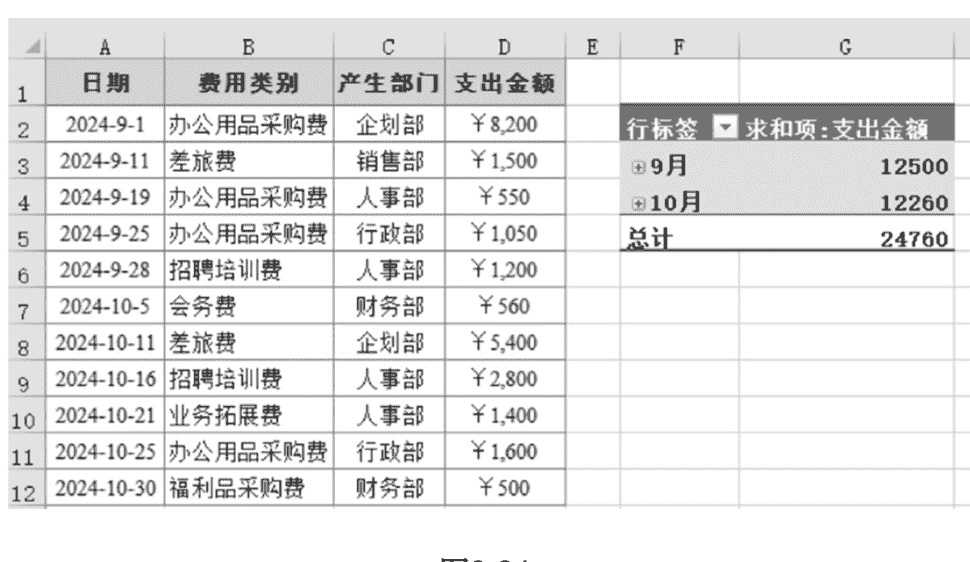 A B C D E F G
1 日期 费用类别 产生部门 支出金额
2 2024-9-1 办公用品采购费 企划部 ￥8,200 行标签 求和项:支出金额
3 2024-9-11 差旅费 销售部 ￥1,500 9月 12500
4 2024-9-19 办公用品采购费 人事部 ￥550 10月 12260
5 2024-9-25 办公用品采购费 行政部 ￥1,050 总计 24760
6 2024-9-28 招聘培训费 人事部 ￥1,200
7 2024-10-5 会务费 财务部 ￥560
8 2024-10-11 差旅费 企划部 ￥5,400
9 2024-10-16 招聘培训费 人事部 ￥2,800
10 2024-10-21 业务拓展费 人事部 ￥1,400
11 2024-10-25 办公用品采购费 行政部 ￥1,600
12 2024-10-30 福利品采购费 财务部 ￥500